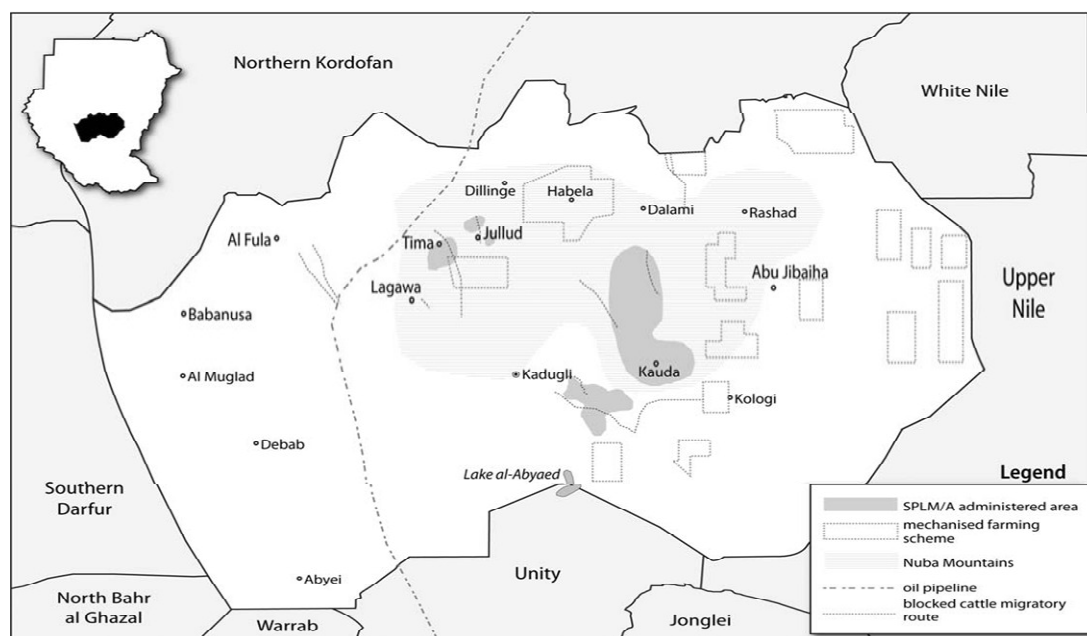 Northern Kordofan
White Nile
Dillinge
Habela
Dalami
Rashad
Al Fula
Tima
Jullud
Abu Jibaiha
Upper
Nile
Lagawa
Babanusa
Al Muglad
Kadugli
Kauda
Kologi
Debab
Lake al-Abyaed
Southern
Darfur
Abyei
Unity
North Bahr
al Ghazal
Warrab
Jonglei
Legend
SPLM/A administered area
mechanised farming
scheme
Nuba Mountains
oil pipeline
blocked cattle migratory
route